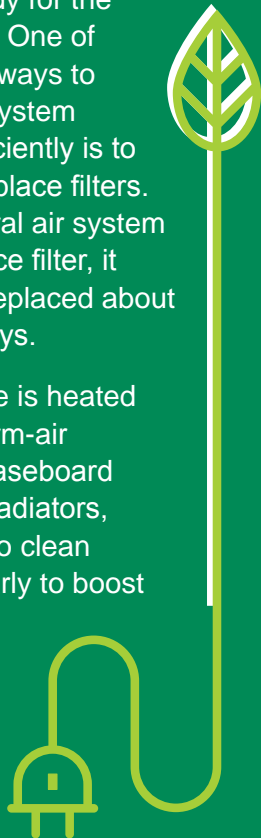 dy for the
One of
ways to
ystem
ciently is to
place filters.
al air system
ce filter, it
eplaced about
ys.
e is heated
m-air
aseboard
adiators,
o clean
rly to boost